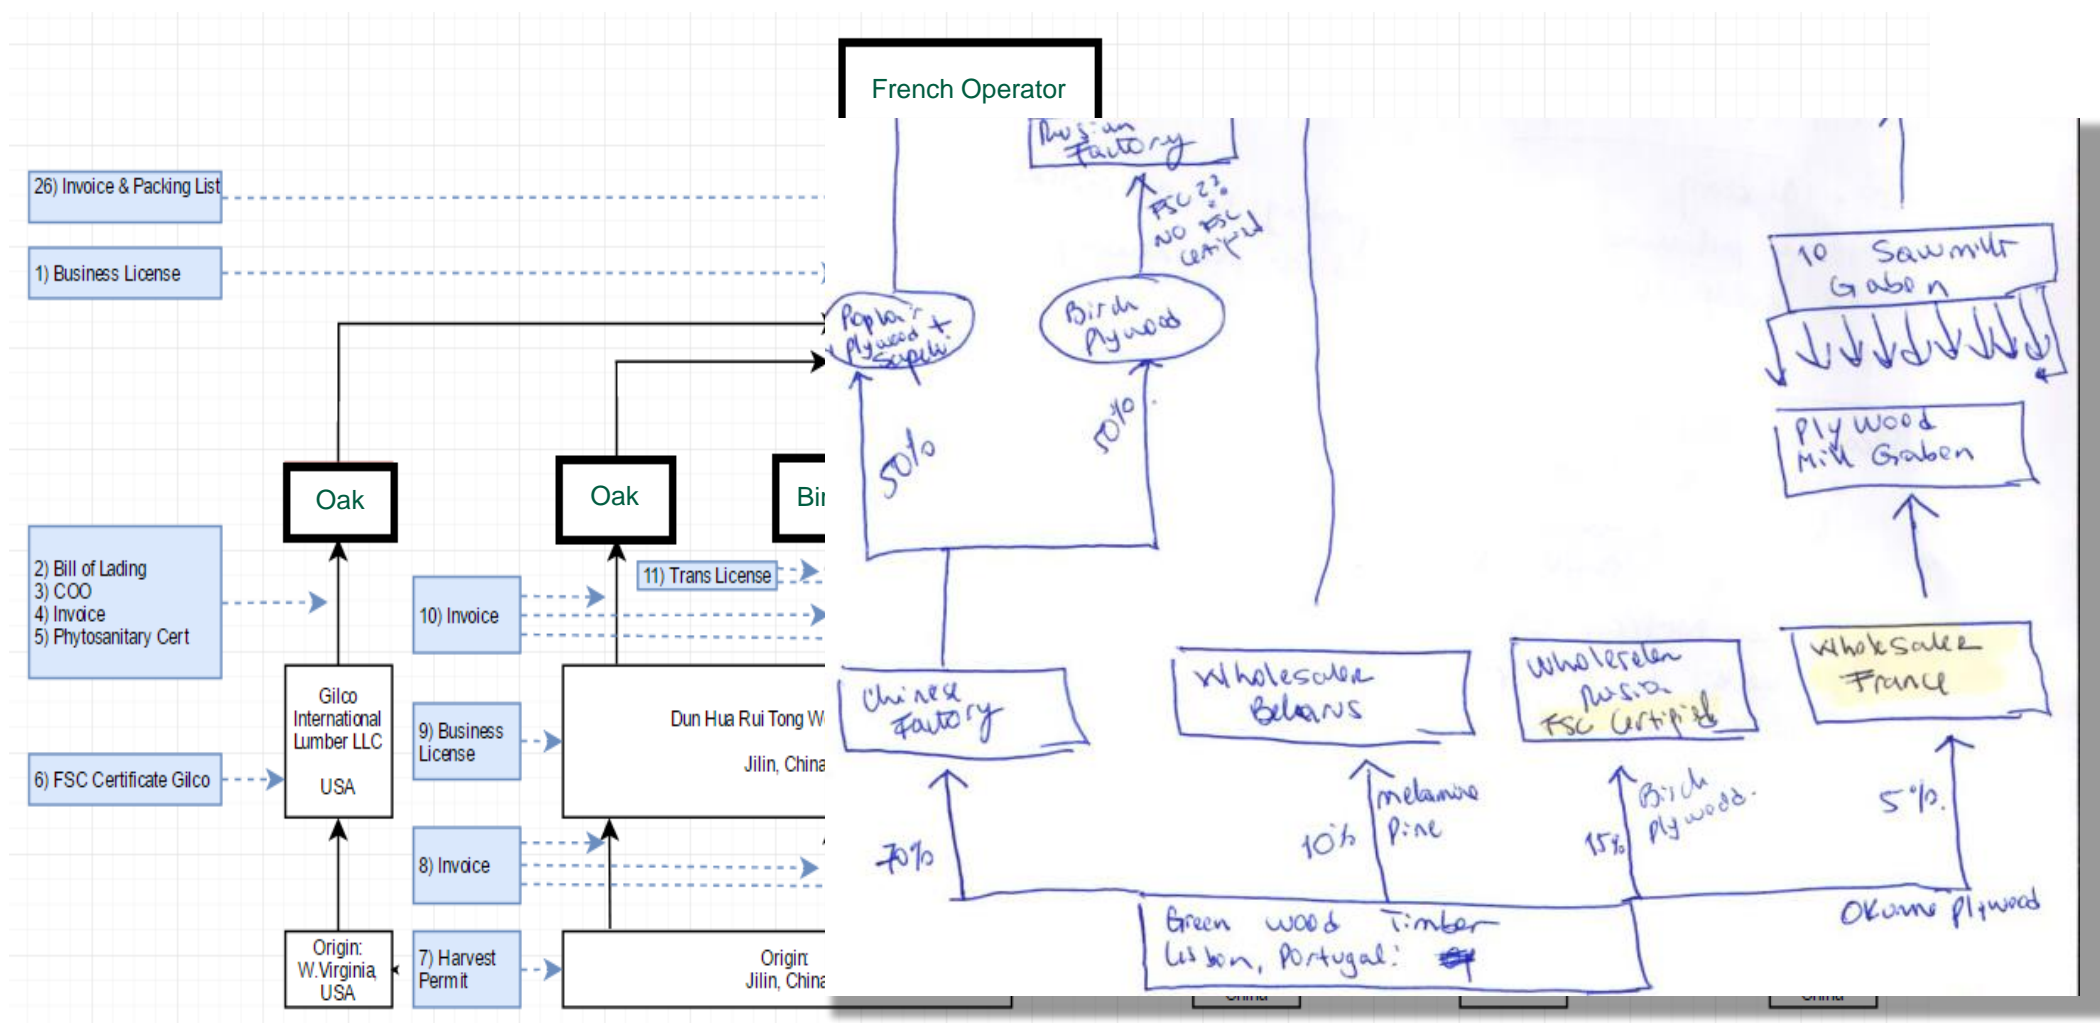 French Operator
26) Invoice & Packing List
1) Business License
Oak
Oak
Bir
2) Bill of Lading
3) COO
4) Invoice
5) Phytosanitary Cert
10) Invoice
11) Trans License
Gilco
International
Lumber LLC
USA
9) Business
License
Dun Hua Rui Tong W
Jilin, China
6) FSC Certificate Gilco
8) Invoice
Origin:
W.Virginia,
USA
7) Harvest
Permit
Origin:
Jilin, China
Russian
Factory
FSC ??
NO FSC
certified
Plywood +
Birch
Plywood
50%
50%.
10 Sawmills
Gabon
Plywood
Mill Gabon
Chinese
Factory
Wholesaler
Belarus
Wholesaler
Russia
FSC Certified
Wholesaler
France
70%
10%
melamine
Pine
15%
Birch
plywood.
5%.
Green wood Timber
Lisbon, Portugal.
Okume Plywood
China
China